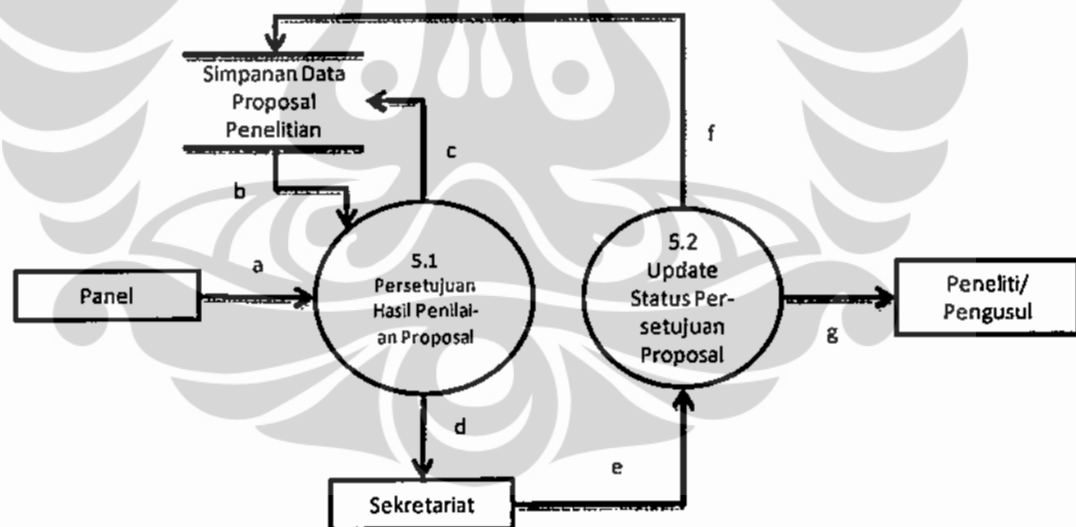 Simpanan Data
Proposal
Penelitian
f
c
b
5.1
Persetujuan
Hasil Penilai-
an Proposal
5.2
Update
Status Per-
setujuan
Proposal
a
Panel
Peneliti/
Pengusul
g
d
e
Sekretariat